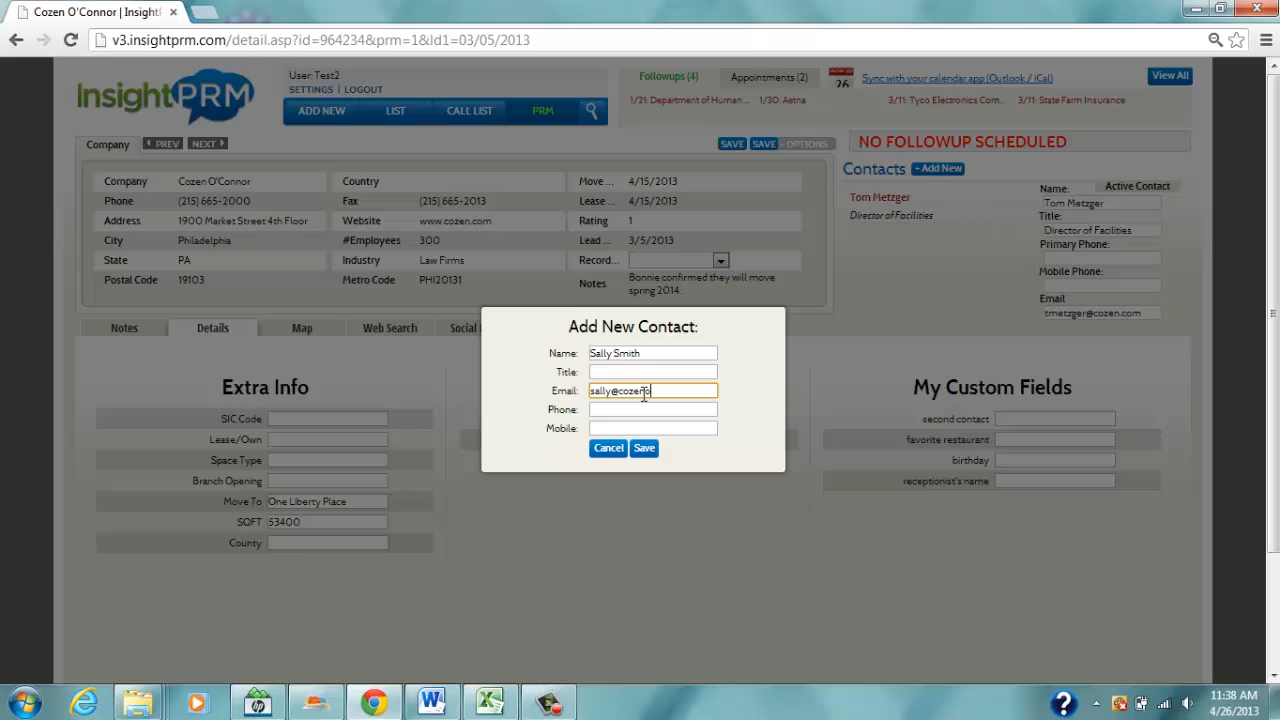 Cozen O'Connor | Insight
v3.insightprm.com/detail.asp?id=964234&prm=1&ld1=03/05/2013
InsightPRM
User: Test2
SETTINGS | LOGOUT
ADD NEW LIST CALL LIST PRM
Followups (4) Appointments (2) 26 Sync with your calendar app (Outlook / iCal) View All
1/21: Department of Human ... 1/30: Aetna 3/11: Tyco Electronics Corr... 3/11: State Farm Insurance
Company PREV NEXT SAVE SAVE + OPTIONS
NO FOLLOWUP SCHEDULED
Contacts + Add New
Company Cozen O'Connor Country Move ... 4/15/2013
Phone (215) 665-2000 Fax (215) 665-2013 Lease ... 4/15/2013
Address 1900 Market Street 4th Floor Website www.cozen.com Rating 1
City Philadelphia #Employees 300 Lead ... 3/5/2013
State PA Industry Law Firms Record...
Postal Code 19103 Metro Code PHI20131 Notes Bonnie confirmed they will move
spring 2014.
Tom Metzger
Director of Facilities
Name: Active Contact
Tom Metzger
Title:
Director of Facilities
Primary Phone:
Mobile Phone:
Email
tmetzger@cozen.com
Notes Details Map Web Search Social
Add New Contact:
Name: Sally Smith
Title:
Email: sally@cozeno
Phone:
Mobile:
Cancel Save
Extra Info
SIC Code
Lease/Own
Space Type
Branch Opening
Move To One Liberty Place
SQFT 53400
County
My Custom Fields
second contact
favorite restaurant
birthday
receptionist's name
11:38 AM
4/26/2013